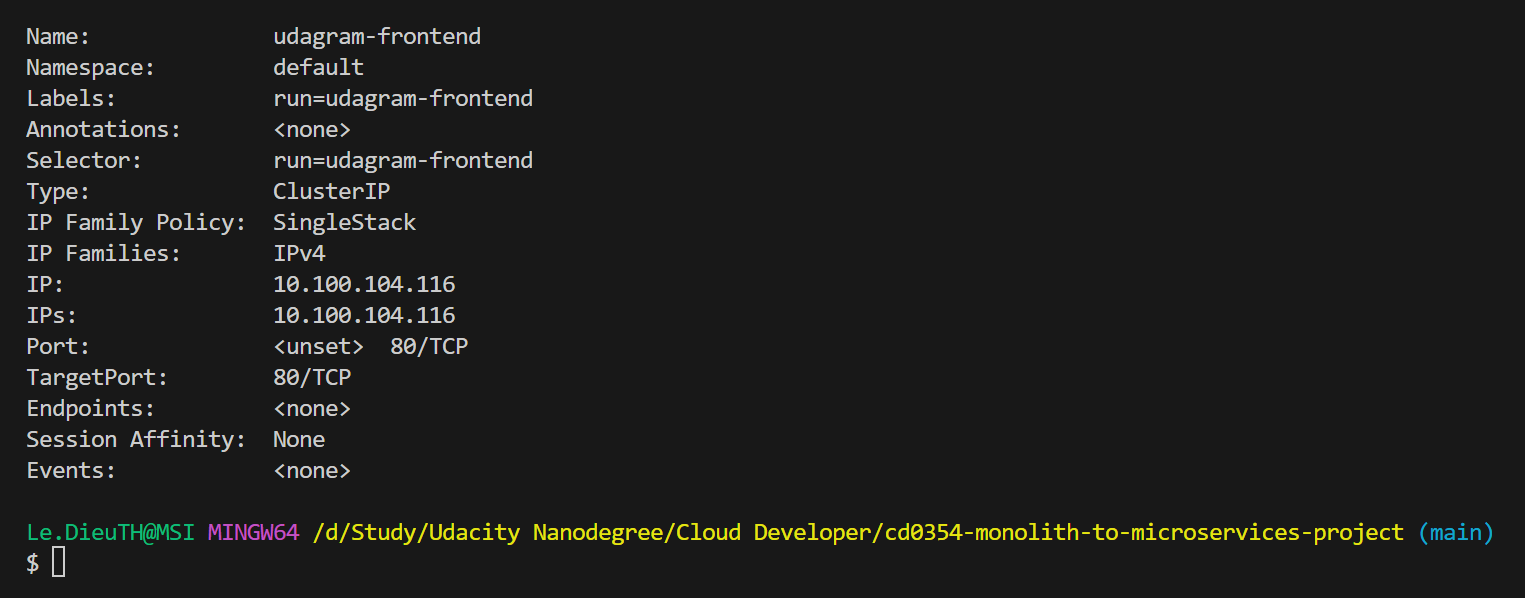 Name:              udagram-frontend
Namespace:         default
Labels:            run=udagram-frontend
Annotations:       <none>
Selector:          run=udagram-frontend
Type:              ClusterIP
IP Family Policy:  SingleStack
IP Families:       IPv4
IP:                10.100.104.116
IPs:               10.100.104.116
Port:              <unset>  80/TCP
TargetPort:        80/TCP
Endpoints:         <none>
Session Affinity:  None
Events:            <none>
Le.DieuTH@MSI MINGW64 /d/Study/Udacity Nanodegree/Cloud Developer/cd0354-monolith-to-microservices-project (main)
$